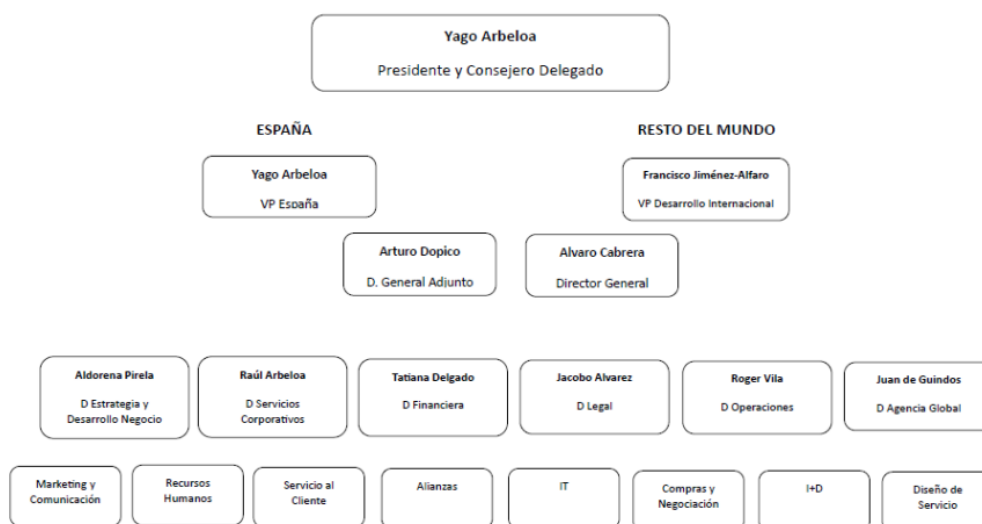 Yago Arbeloa
Presidente y Consejero Delegado
ESPAÑA
RESTO DEL MUNDO
Yago Arbeloa
VP España
Francisco Jiménez-Alfaro
VP Desarrollo Internacional
Arturo Dopico
D. General Adjunto
Alvaro Cabrera
Director General
Aldorena Pirela
D Estrategia y
Desarrollo Negocio
Raúl Arbeloa
D Servicios
Corporativos
Tatiana Delgado
D Financiera
Jacobo Alvarez
D Legal
Roger Vila
D Operaciones
Juan de Guindos
D Agencia Global
Marketing y
Comunicación
Recursos
Humanos
Servicio al
Cliente
Alianzas
IT
Compras y
Negociación
I+D
Diseño de
Servicio